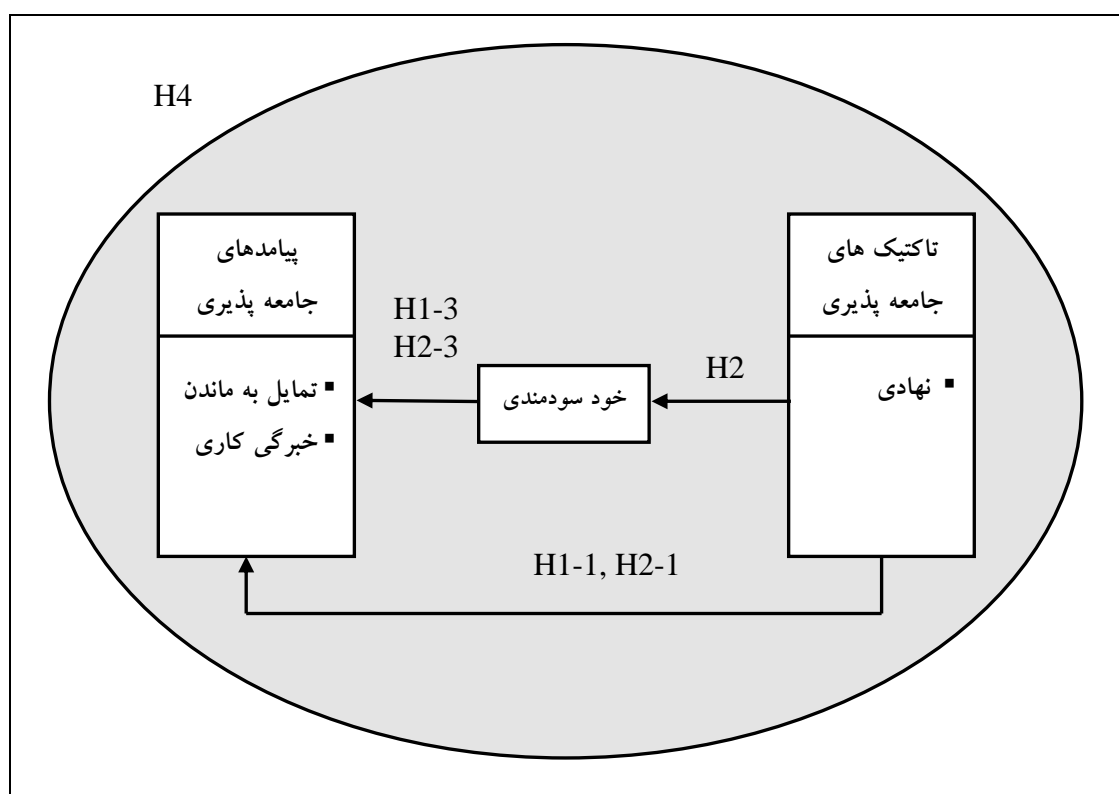 H4
تاکتیک های
جامعه پذیری
▪ نهادی
H2
خود سودمندی
H1-3
H2-3
پیامدهای
جامعه پذیری
▪ تمایل به ماندن
▪ خبرگی کاری
H1-1, H2-1